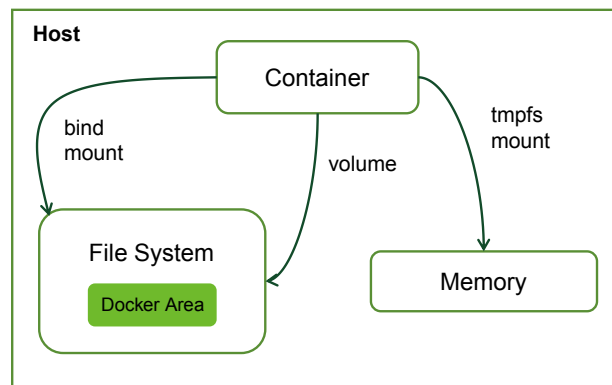 Host
Container
bind
mount
volume
tmpfs
mount
File System
Docker Area
Memory